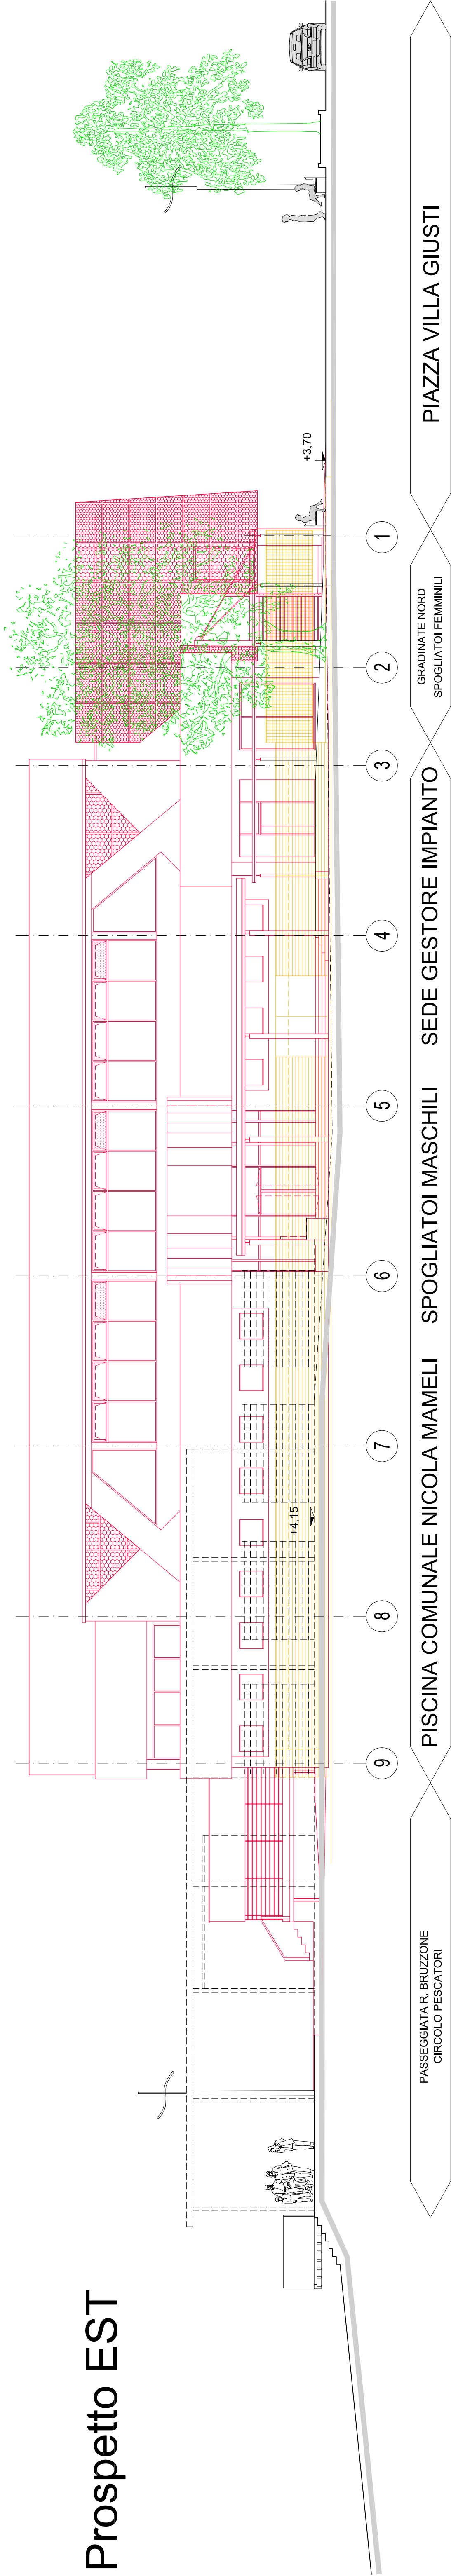 Prospetto EST
+4,15
+3,70
9
8
7
6
5
4
3
2
1
PASSEGGIATA R. BRUZZONE
CIRCOLO PESCATORI
PISCINA COMUNALE NICOLA MAMELI
SPOGLIATOI MASCHILI
SEDE GESTORE IMPIANTO
GRADINATE NORD
SPOGLIATOI FEMMINILI
PIAZZA VILLA GIUSTI